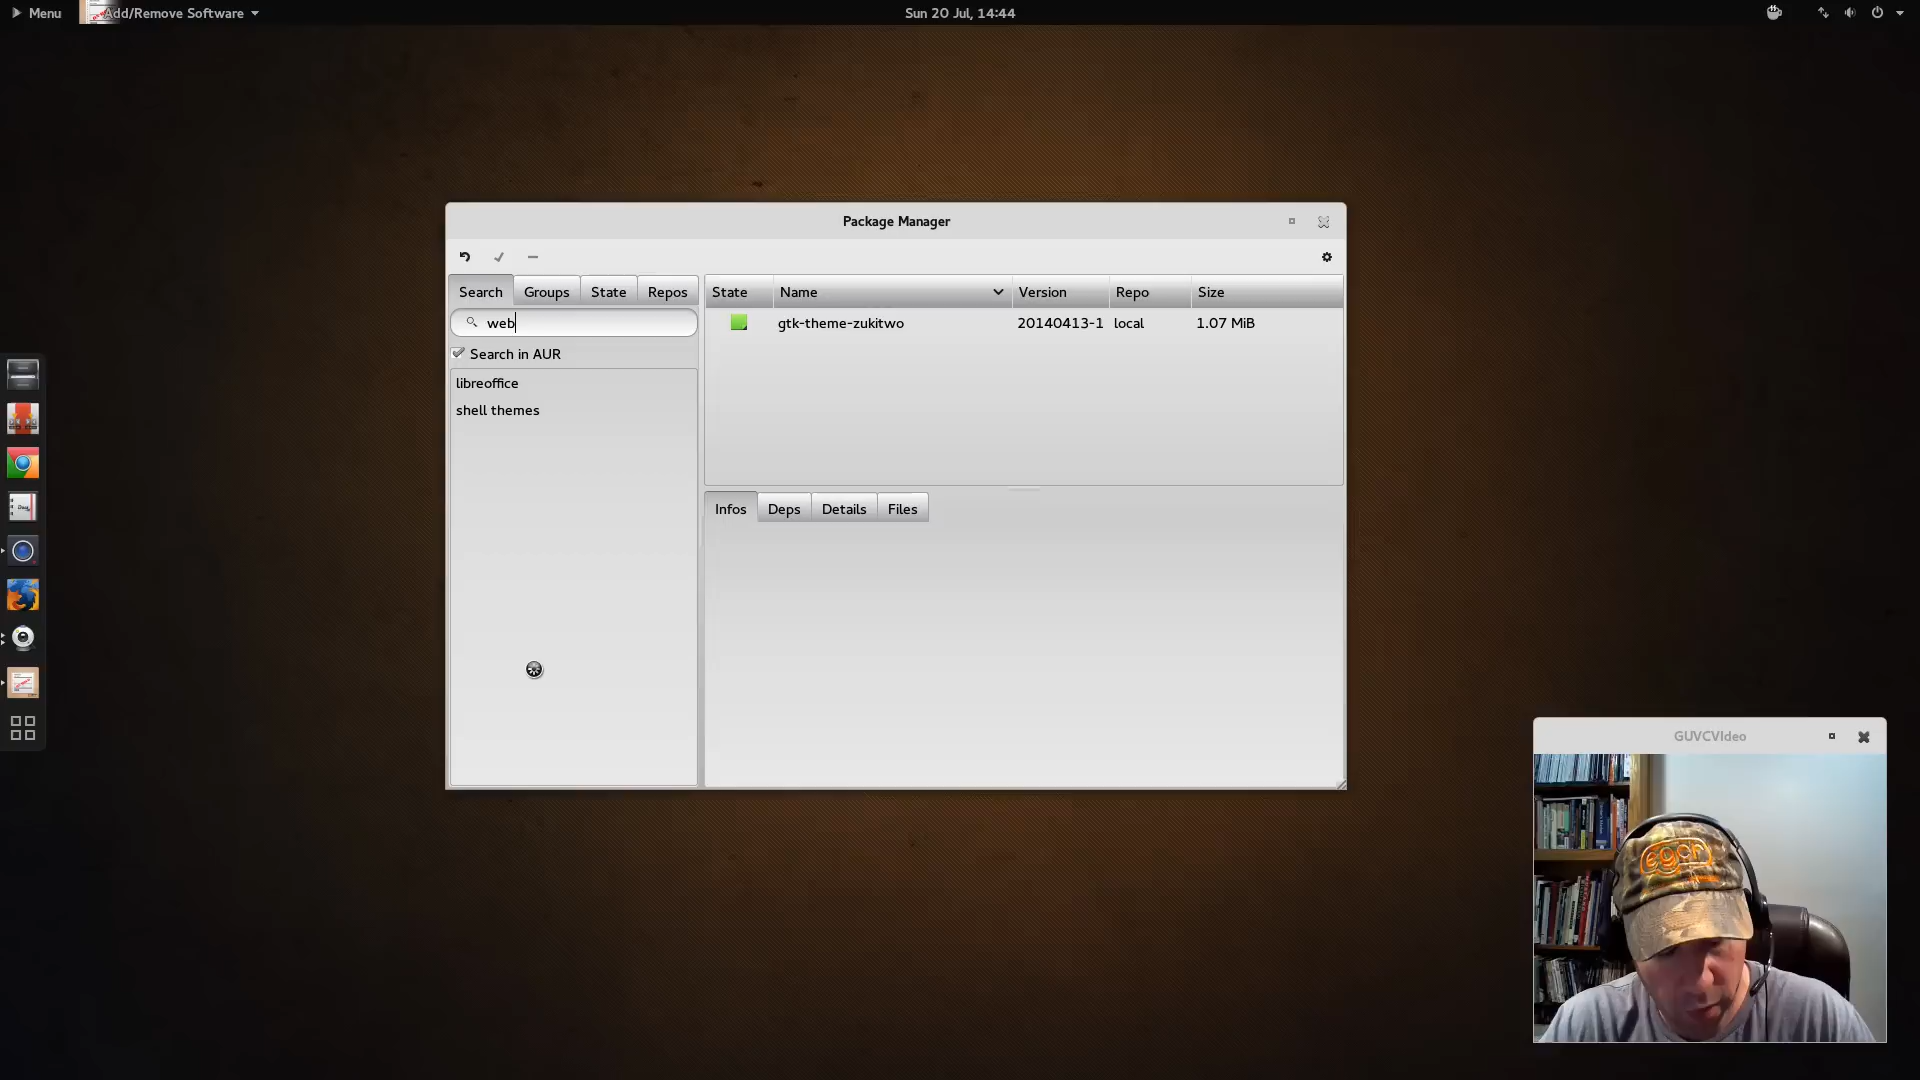 Menu
Add/Remove Software
Sun 20 Jul, 14:44
Package Manager
Search Groups State Repos
web
Search in AUR
libreoffice
shell themes
State Name Version Repo Size
gtk-theme-zukitwo 20140413-1 local 1.07 MiB
Infos Deps Details Files
GUVCVIdeo